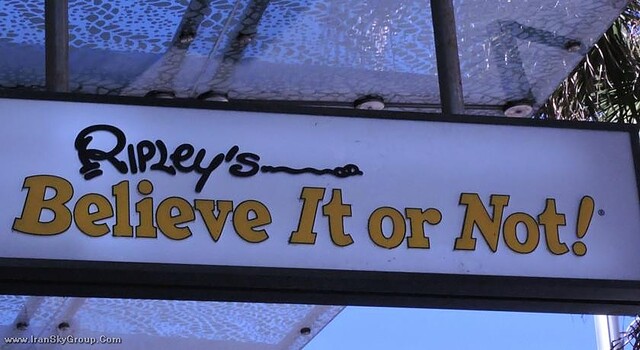 Ripley's
Believe It or Not!®
www.IranSkyGroup.Com